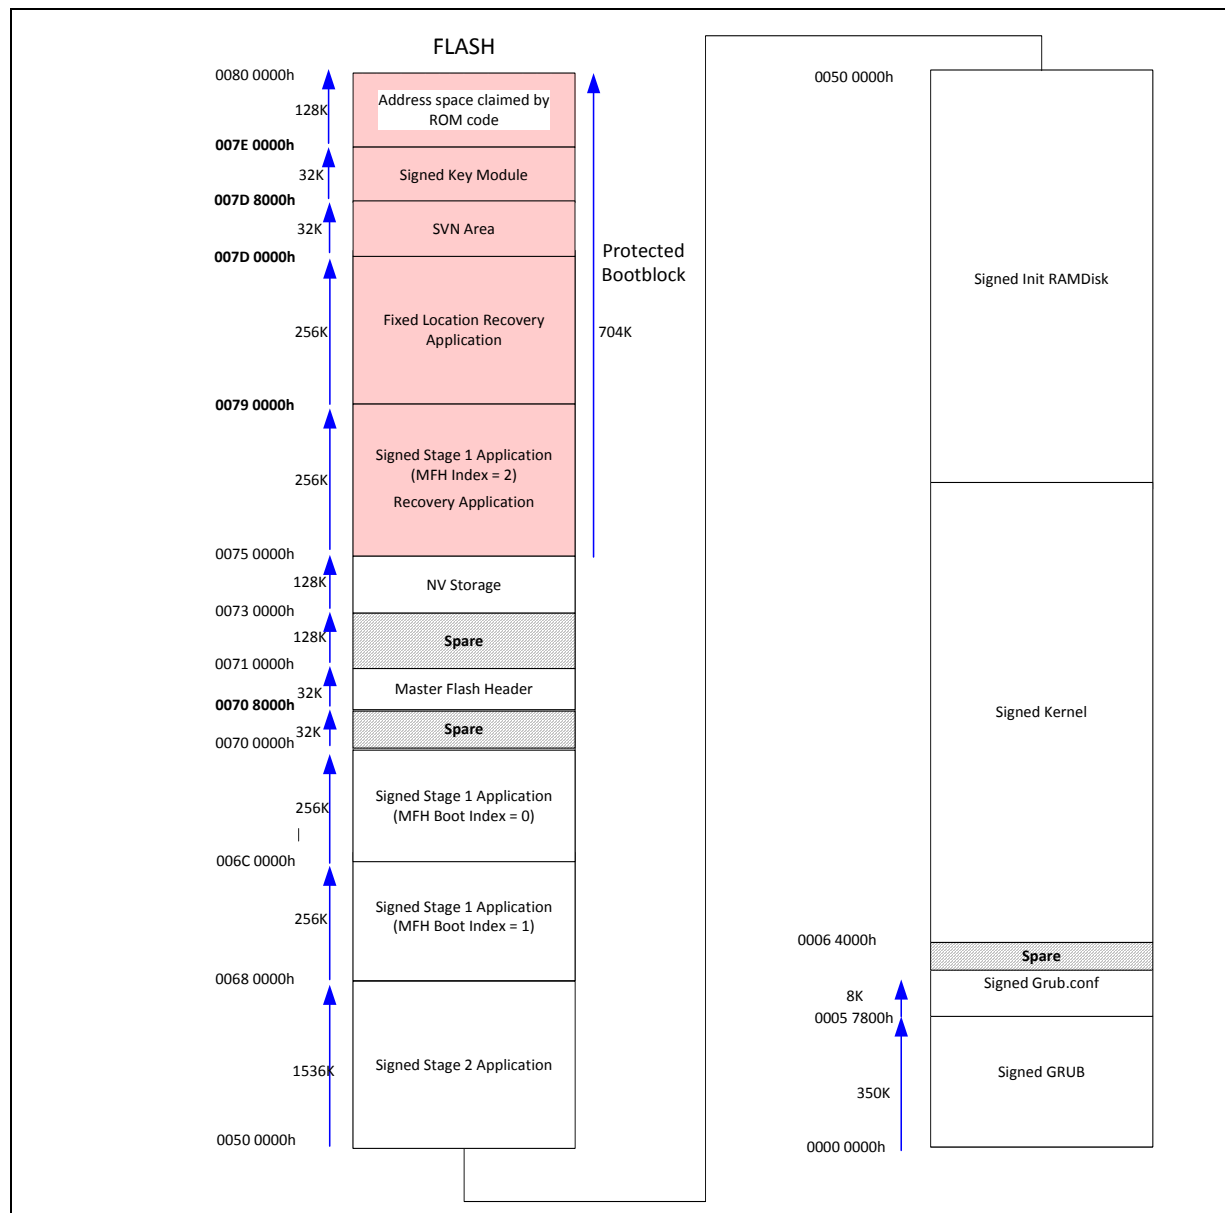 FLASH
0080 0000h
Address space claimed by
ROM code
128K
007E 0000h
Signed Key Module
32K
007D 8000h
SVN Area
32K
007D 0000h
Protected
Bootblock
704K
Fixed Location Recovery
Application
256K
0079 0000h
Signed Stage 1 Application
(MFH Index = 2)
Recovery Application
256K
0075 0000h
NV Storage
128K
0073 0000h
Spare
128K
0071 0000h
Master Flash Header
32K
0070 8000h
Spare
32K
0070 0000h
Signed Stage 1 Application
(MFH Boot Index = 0)
256K
006C 0000h
Signed Stage 1 Application
(MFH Boot Index = 1)
256K
0068 0000h
Signed Stage 2 Application
1536K
0050 0000h
0050 0000h
Signed Init RAMDisk
Signed Kernel
0006 4000h
Spare
Signed Grub.conf
8K
0005 7800h
Signed GRUB
350K
0000 0000h